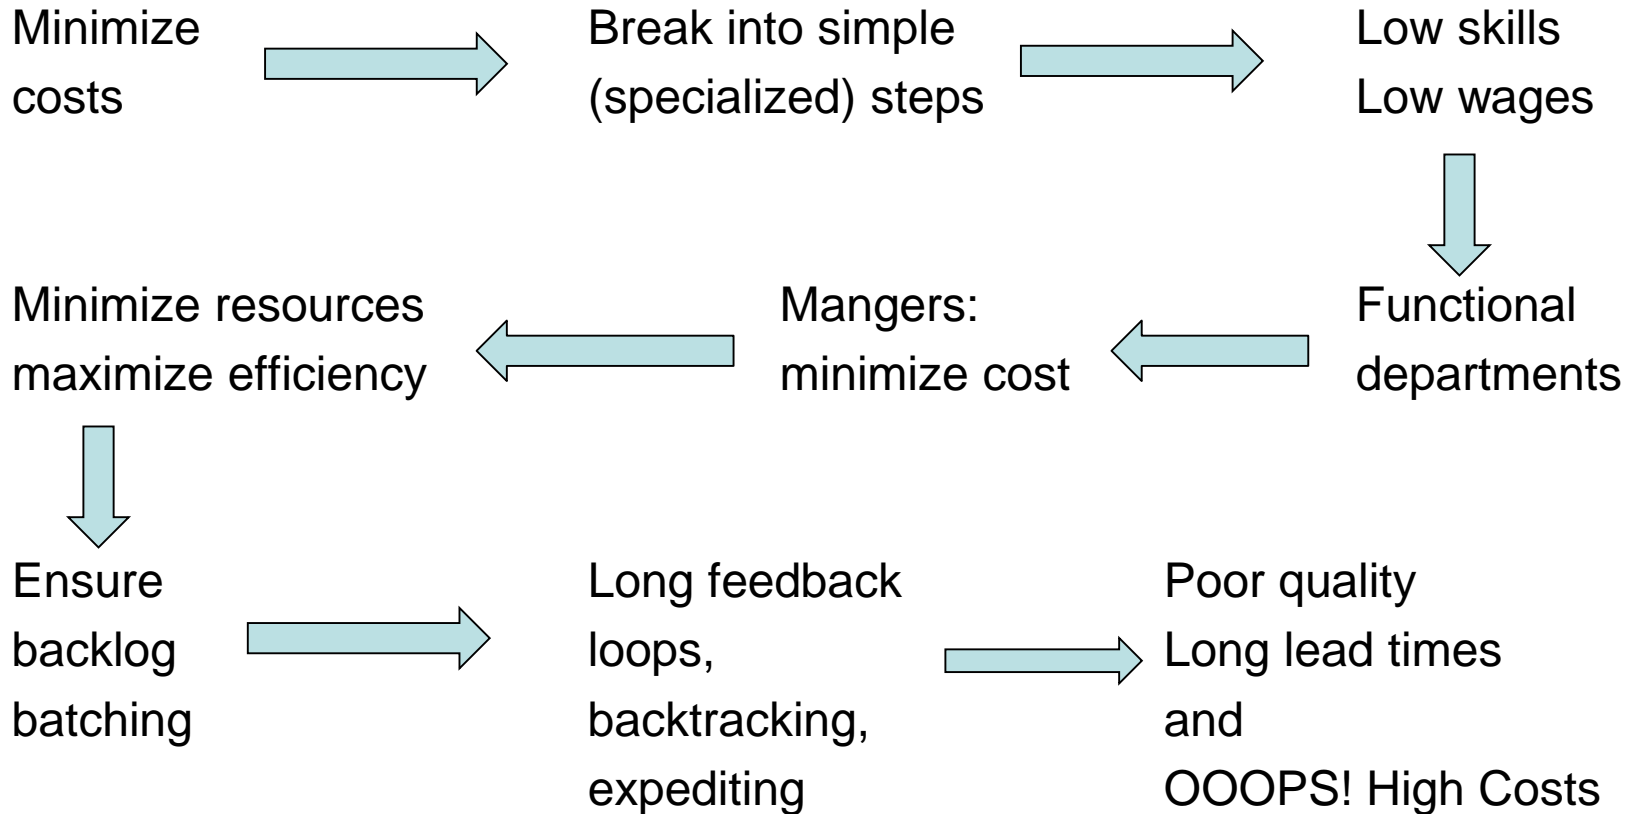 Minimize
costs
Break into simple
(specialized) steps
Low skills
Low wages
Functional
departments
Mangers:
minimize cost
Minimize resources
maximize efficiency
Ensure
backlog
batching
Long feedback
loops,
backtracking,
expediting
Poor quality
Long lead times
and
OOOPS! High Costs